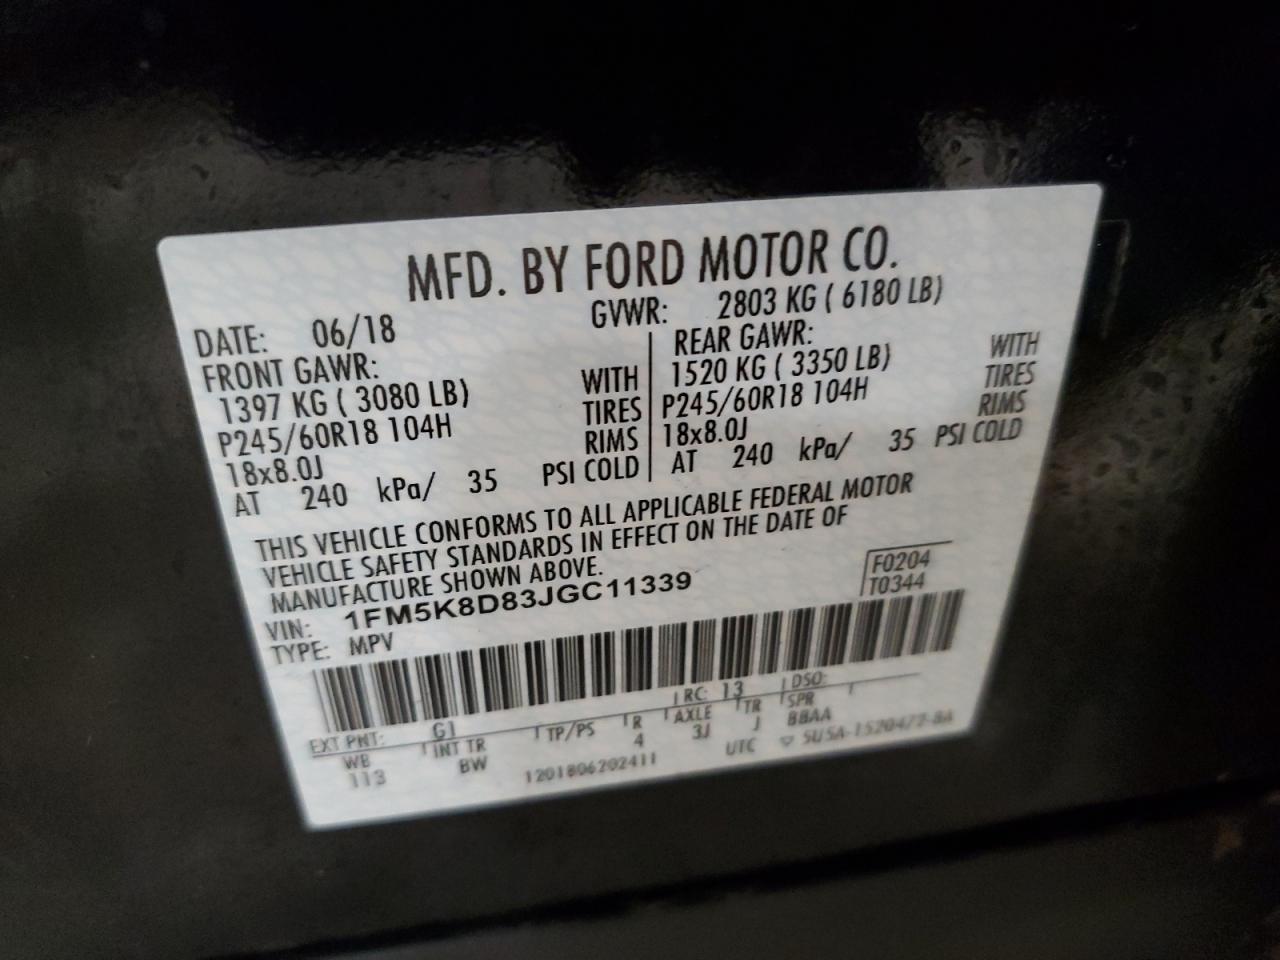 MFD. BY FORD MOTOR CO.
DATE: 06/18 GVWR: 2803 KG ( 6180 LB)
FRONT GAWR: REAR GAWR:
1397 KG ( 3080 LB) WITH 1520 KG ( 3350 LB) WITH
P245/60R18 104H TIRES P245/60R18 104H TIRES
18x8.0J RIMS 18x8.0J RIMS
AT 240 kPa/ 35 PSI COLD AT 240 kPa/ 35 PSI COLD
THIS VEHICLE CONFORMS TO ALL APPLICABLE FEDERAL MOTOR
VEHICLE SAFETY STANDARDS IN EFFECT ON THE DATE OF
MANUFACTURE SHOWN ABOVE.
F0204
T0344
VIN: 1FM5K8D83JGC11339
TYPE: MPV
EXT PNT: G1 RC: 13 DSO:
WB INT TR TP/PS R AXLE TR SPR
113 BW 4 3J J BBAA
1201806202411 UTC ▽ 5U5A-1520472-BA